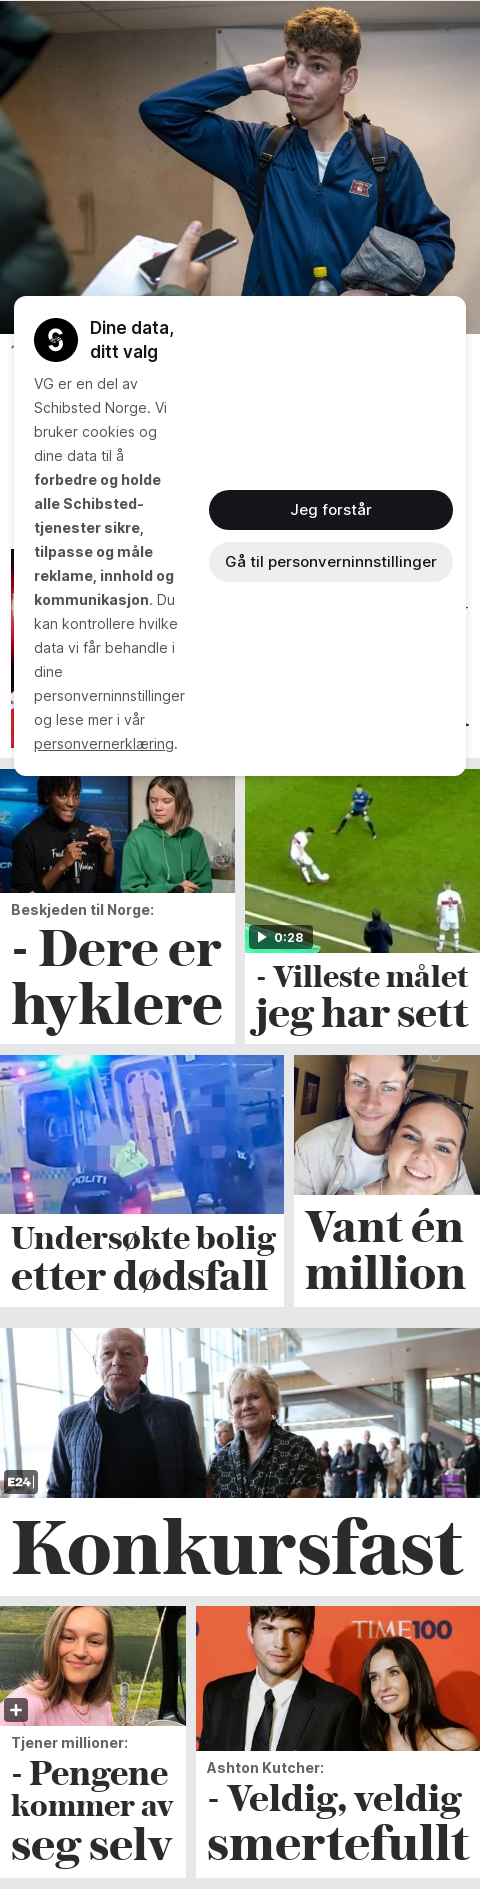 Dine data,
ditt valg
VG er en del av
Schibsted Norge. Vi
bruker cookies og
dine data til å
forbedre og holde
alle Schibsted-
tjenester sikre,
tilpasse og måle
reklame, innhold og
kommunikasjon. Du
kan kontrollere hvilke
data vi får behandle i
dine
personverninnstillinger
og lese mer i vår
personvernerklæring.
Jeg forstår
Gå til personverninnstillinger
Beskjeden til Norge:
- Dere er
hyklere
0:28
- Villeste målet
jeg har sett
POLITI
Undersøkte bolig
etter dødsfall
Vant én
million
E24
Konkursfast
Tjener millioner:
- Pengene
kommer av
seg selv
TIME100
Ashton Kutcher:
- Veldig, veldig
smertefullt